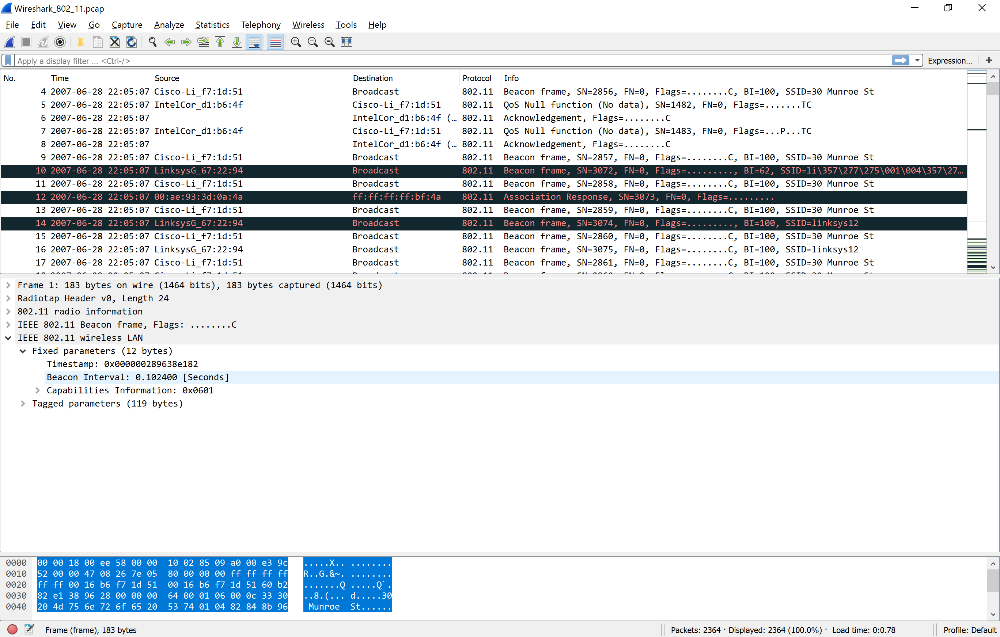 Wireshark_802_11.pcap
File Edit View Go Capture Analyze Statistics Telephony Wireless Tools Help
Apply a display filter ... <Ctrl-/> Expression... +
No. Time Source Destination Protocol Info
4 2007-06-28 22:05:07 Cisco-Li_f7:1d:51 Broadcast 802.11 Beacon frame, SN=2856, FN=0, Flags=........C, BI=100, SSID=30 Munroe St
5 2007-06-28 22:05:07 IntelCor_d1:b6:4f Cisco-Li_f7:1d:51 802.11 QoS Null function (No data), SN=1482, FN=0, Flags=.......TC
6 2007-06-28 22:05:07 IntelCor_d1:b6:4f (… 802.11 Acknowledgement, Flags=........C
7 2007-06-28 22:05:07 IntelCor_d1:b6:4f Cisco-Li_f7:1d:51 802.11 QoS Null function (No data), SN=1483, FN=0, Flags=...P...TC
8 2007-06-28 22:05:07 IntelCor_d1:b6:4f (… 802.11 Acknowledgement, Flags=........C
9 2007-06-28 22:05:07 Cisco-Li_f7:1d:51 Broadcast 802.11 Beacon frame, SN=2857, FN=0, Flags=........C, BI=100, SSID=30 Munroe St
10 2007-06-28 22:05:07 LinksysG_67:22:94 Broadcast 802.11 Beacon frame, SN=3072, FN=0, Flags=........., BI=62, SSID=li\357\277\275\001\004\357\27…
11 2007-06-28 22:05:07 Cisco-Li_f7:1d:51 Broadcast 802.11 Beacon frame, SN=2858, FN=0, Flags=........C, BI=100, SSID=30 Munroe St
12 2007-06-28 22:05:07 00:ae:93:3d:0a:4a ff:ff:ff:ff:bf:4a 802.11 Association Response, SN=3073, FN=0, Flags=.........
13 2007-06-28 22:05:07 Cisco-Li_f7:1d:51 Broadcast 802.11 Beacon frame, SN=2859, FN=0, Flags=........C, BI=100, SSID=30 Munroe St
14 2007-06-28 22:05:07 LinksysG_67:22:94 Broadcast 802.11 Beacon frame, SN=3074, FN=0, Flags=........., BI=100, SSID=linksys12
15 2007-06-28 22:05:07 Cisco-Li_f7:1d:51 Broadcast 802.11 Beacon frame, SN=2860, FN=0, Flags=........C, BI=100, SSID=30 Munroe St
16 2007-06-28 22:05:07 LinksysG_67:22:94 Broadcast 802.11 Beacon frame, SN=3075, FN=0, Flags=........C, BI=100, SSID=linksys12
17 2007-06-28 22:05:07 Cisco-Li_f7:1d:51 Broadcast 802.11 Beacon frame, SN=2861, FN=0, Flags=........C, BI=100, SSID=30 Munroe St
Frame 1: 183 bytes on wire (1464 bits), 183 bytes captured (1464 bits)
Radiotap Header v0, Length 24
802.11 radio information
IEEE 802.11 Beacon frame, Flags: ........C
IEEE 802.11 wireless LAN
Fixed parameters (12 bytes)
Timestamp: 0x000000289638e182
Beacon Interval: 0.102400 [Seconds]
Capabilities Information: 0x0601
Tagged parameters (119 bytes)
0000 00 00 18 00 ee 58 00 00 10 02 85 09 a0 00 e3 9c .....X.. ........
0010 52 00 00 47 08 26 7e 05 80 00 00 00 ff ff ff ff R..G.&~. ........
0020 ff ff 00 16 b6 f7 1d 51 00 16 b6 f7 1d 51 60 b2 .......Q .....Q`.
0030 82 e1 38 96 28 00 00 00 64 00 01 06 00 0c 33 30 ..8.(... d.....30
0040 20 4d 75 6e 72 6f 65 20 53 74 01 04 82 84 8b 96 Munroe St......
Frame (frame), 183 bytes Packets: 2364 · Displayed: 2364 (100.0%) · Load time: 0:0.78 Profile: Default